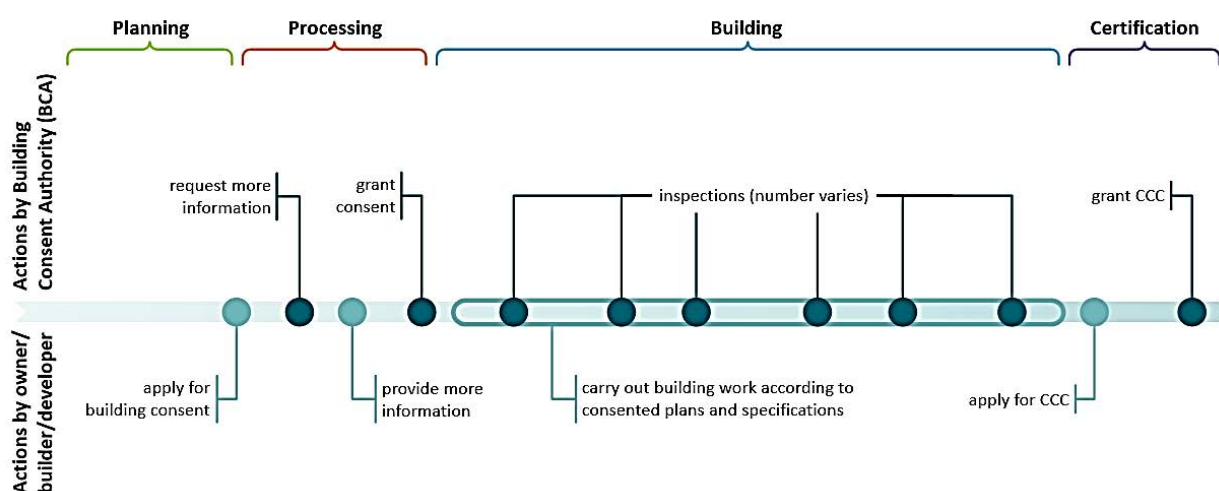 Planning
Processing
Building
Certification
Actions by Building
Consent Authority (BCA)
request more
information
grant
consent
inspections (number varies)
grant CCC
Actions by owner/
builder/developer
apply for
building consent
provide more
information
carry out building work according to
consented plans and specifications
apply for CCC